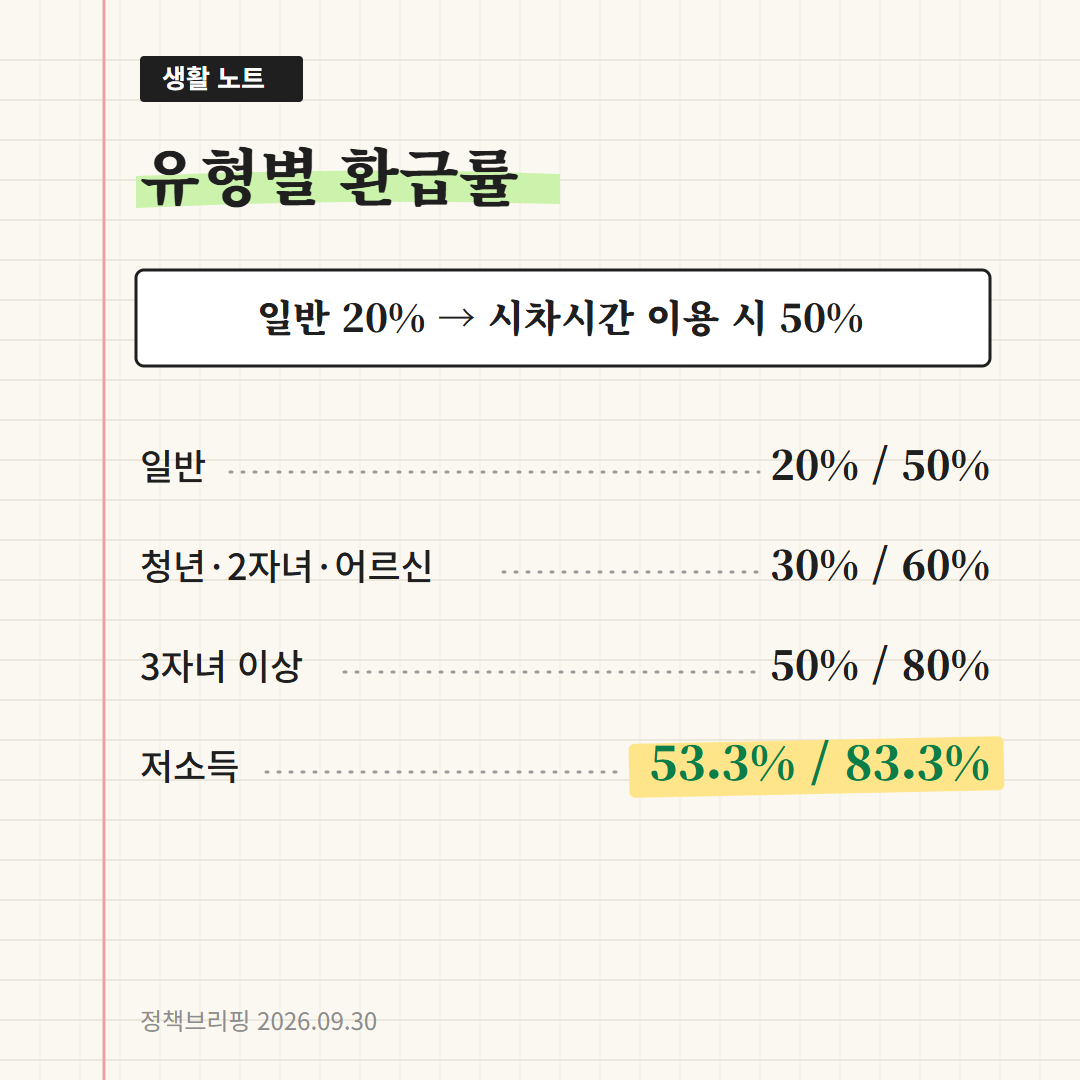 생활 노트
유형별 환급률
일반 20% → 시차시간 이용 시 50%
일반 20% / 50%
청년·2자녀·어르신 30% / 60%
3자녀 이상 50% / 80%
저소득 53.3% / 83.3%
정책브리핑 2026.09.30